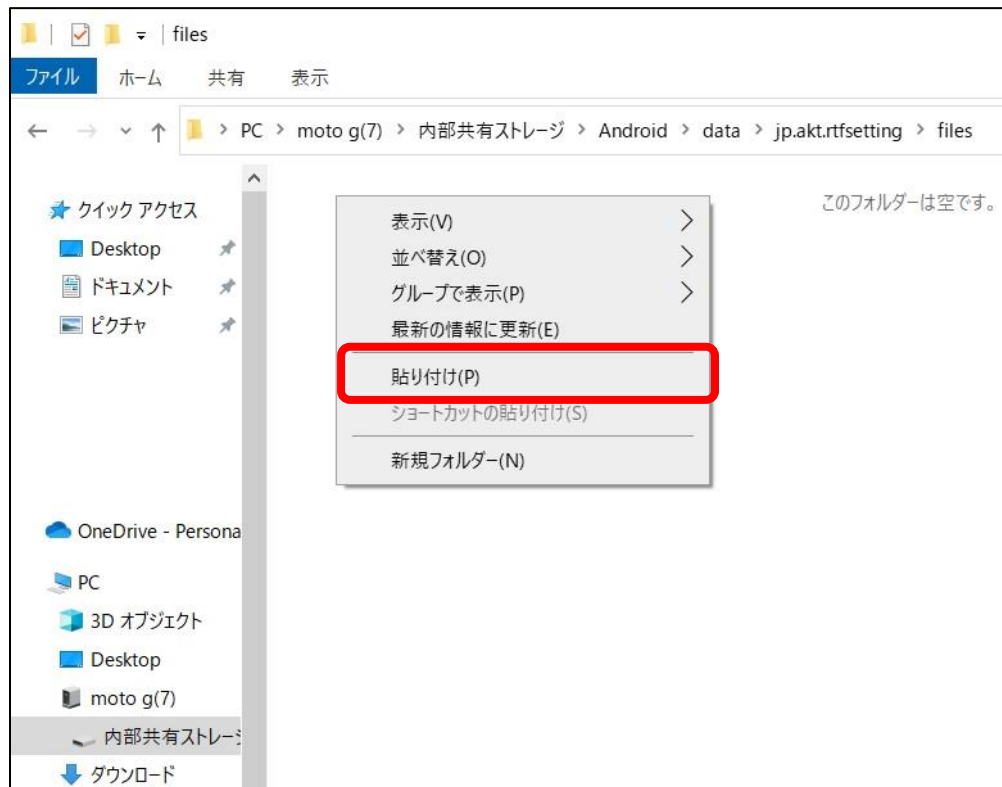 files
ファイル ホーム 共有 表示
PC > moto g(7) > 内部共有ストレージ > Android > data > jp.akt.rtfsetting > files
クイック アクセス
Desktop
ドキュメント
ピクチャ
OneDrive - Persona
PC
3D オブジェクト
Desktop
moto g(7)
内部共有ストレージ
ダウンロード
このフォルダーは空です。
表示(V)
並べ替え(O)
グループで表示(P)
最新の情報に更新(E)
貼り付け(P)
ショートカットの貼り付け(S)
新規フォルダー(N)